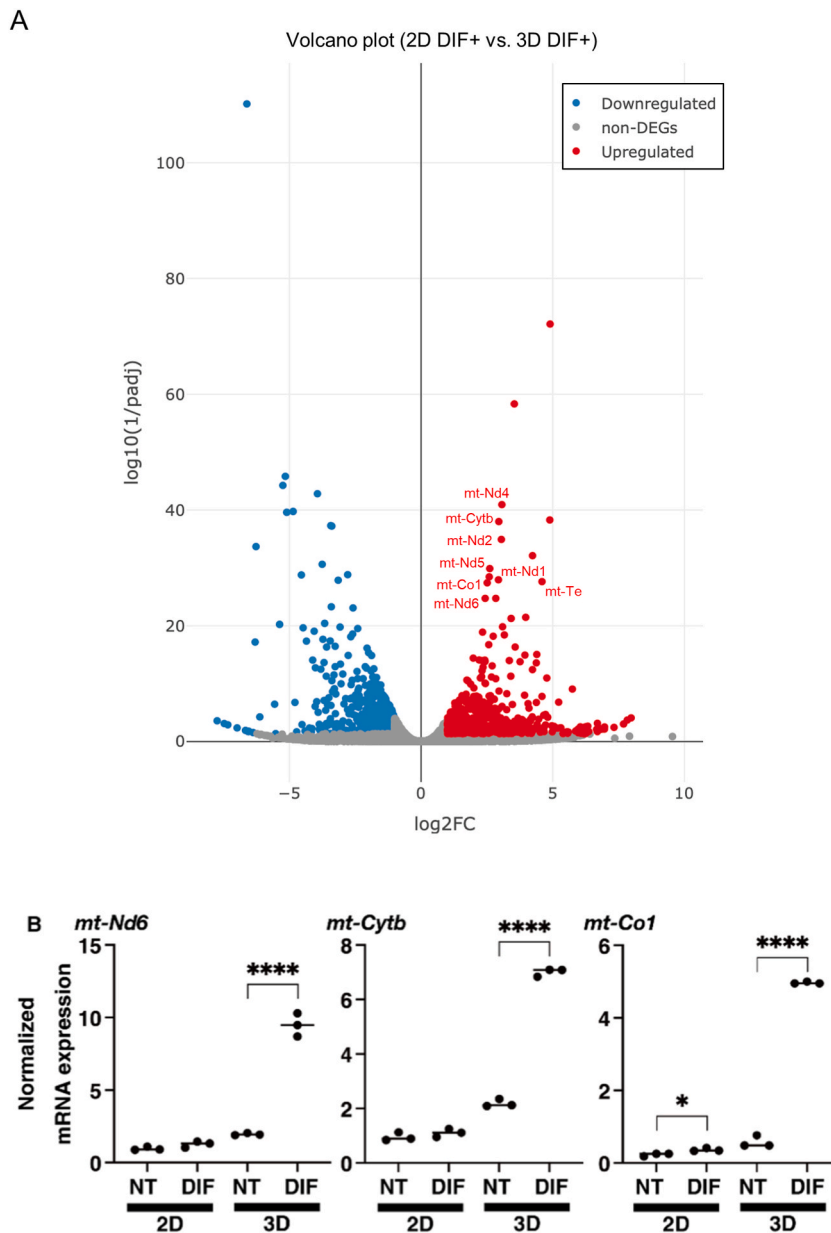 A
Volcano plot (2D DIF+ vs. 3D DIF+)
Downregulated
non-DEGs
Upregulated
100
80
60
40
20
0
log10(1/padj)
mt-Nd4
mt-Cytb
mt-Nd2
mt-Nd5
mt-Nd1
mt-Co1
mt-Te
mt-Nd6
−5
0
5
10
log2FC
B
mt-Nd6
mt-Cytb
mt-Co1
Normalized
mRNA expression
15
10
5
0
****
NT DIF NT DIF
2D 3D
8
6
4
2
0
****
NT DIF NT DIF
2D 3D
6
4
2
0
*
****
NT DIF NT DIF
2D 3D